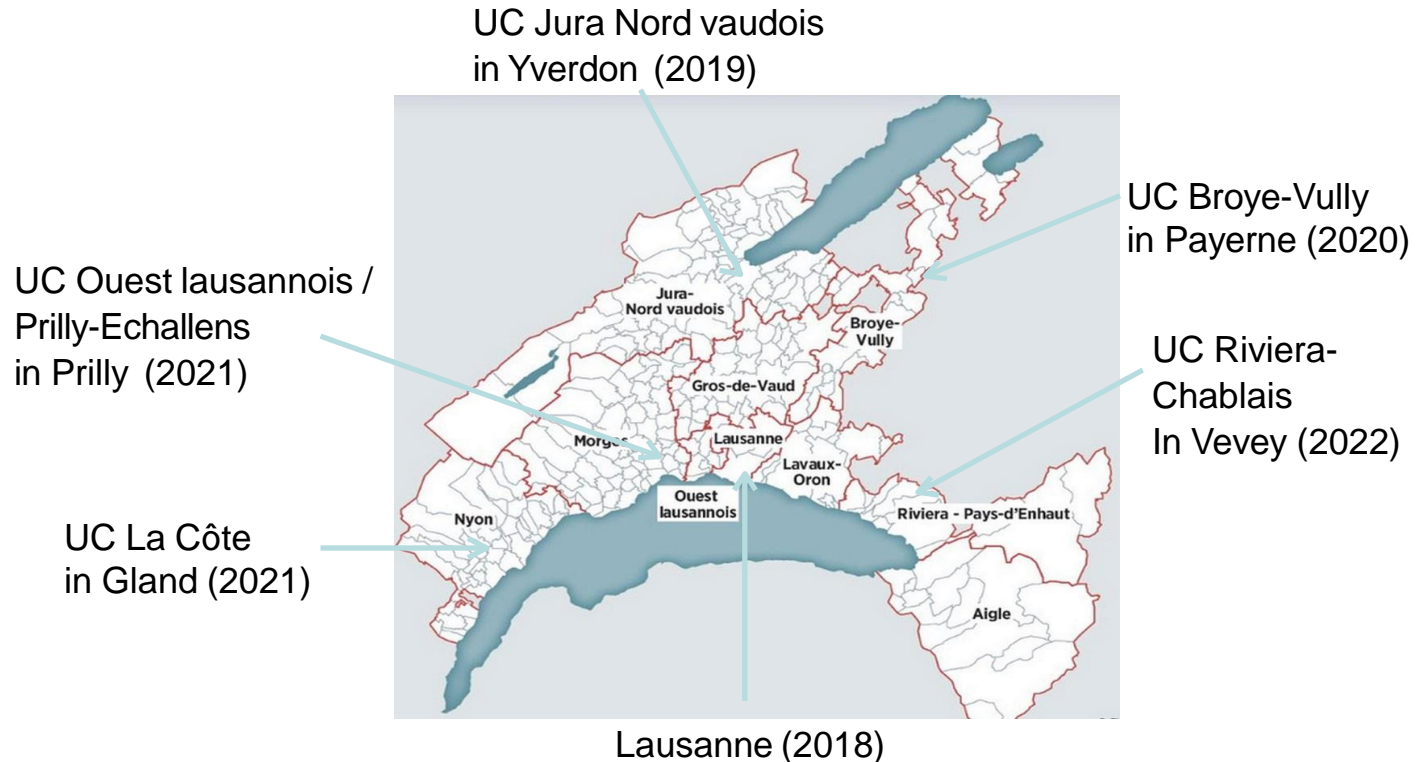 UC Jura Nord vaudois
in Yverdon (2019)
UC Broye-Vully
in Payerne (2020)
UC Ouest lausannois /
Prilly-Echallens
in Prilly (2021)
UC Riviera-
Chablais
In Vevey (2022)
UC La Côte
in Gland (2021)
Lausanne (2018)
Jura-
Nord vaudois
Broye-
Vully
Gros-de-Vaud
Morges
Lausanne
Lavaux-
Oron
Ouest
lausannois
Nyon
Riviera - Pays-d'Enhaut
Aigle